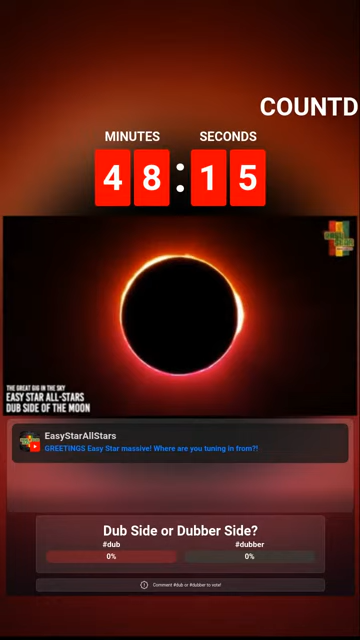 COUNTD
MINUTES SECONDS
48:15
THE GREAT GIG IN THE SKY
EASY STAR ALL-STARS
DUB SIDE OF THE MOON
EasyStarAllStars
GREETINGS Easy Star massive! Where are you tuning in from?!
Dub Side or Dubber Side?
#dub #dubber
0% 0%
Comment #dub or #dubber to vote!